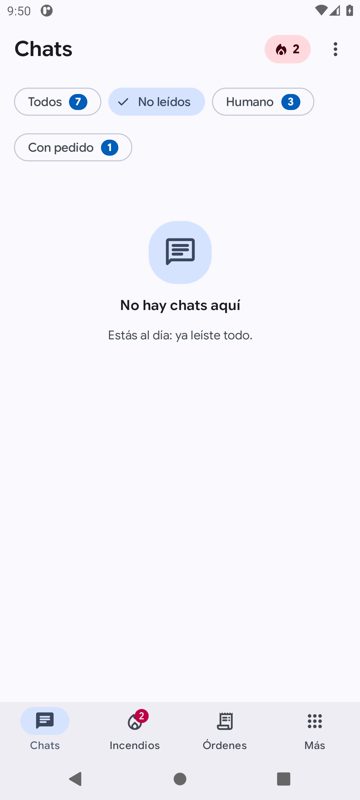 9:50
Chats
2
Todos 7
No leídos
Humano 3
Con pedido 1
No hay chats aquí
Estás al día: ya leíste todo.
2
Chats
Incendios
Órdenes
Más